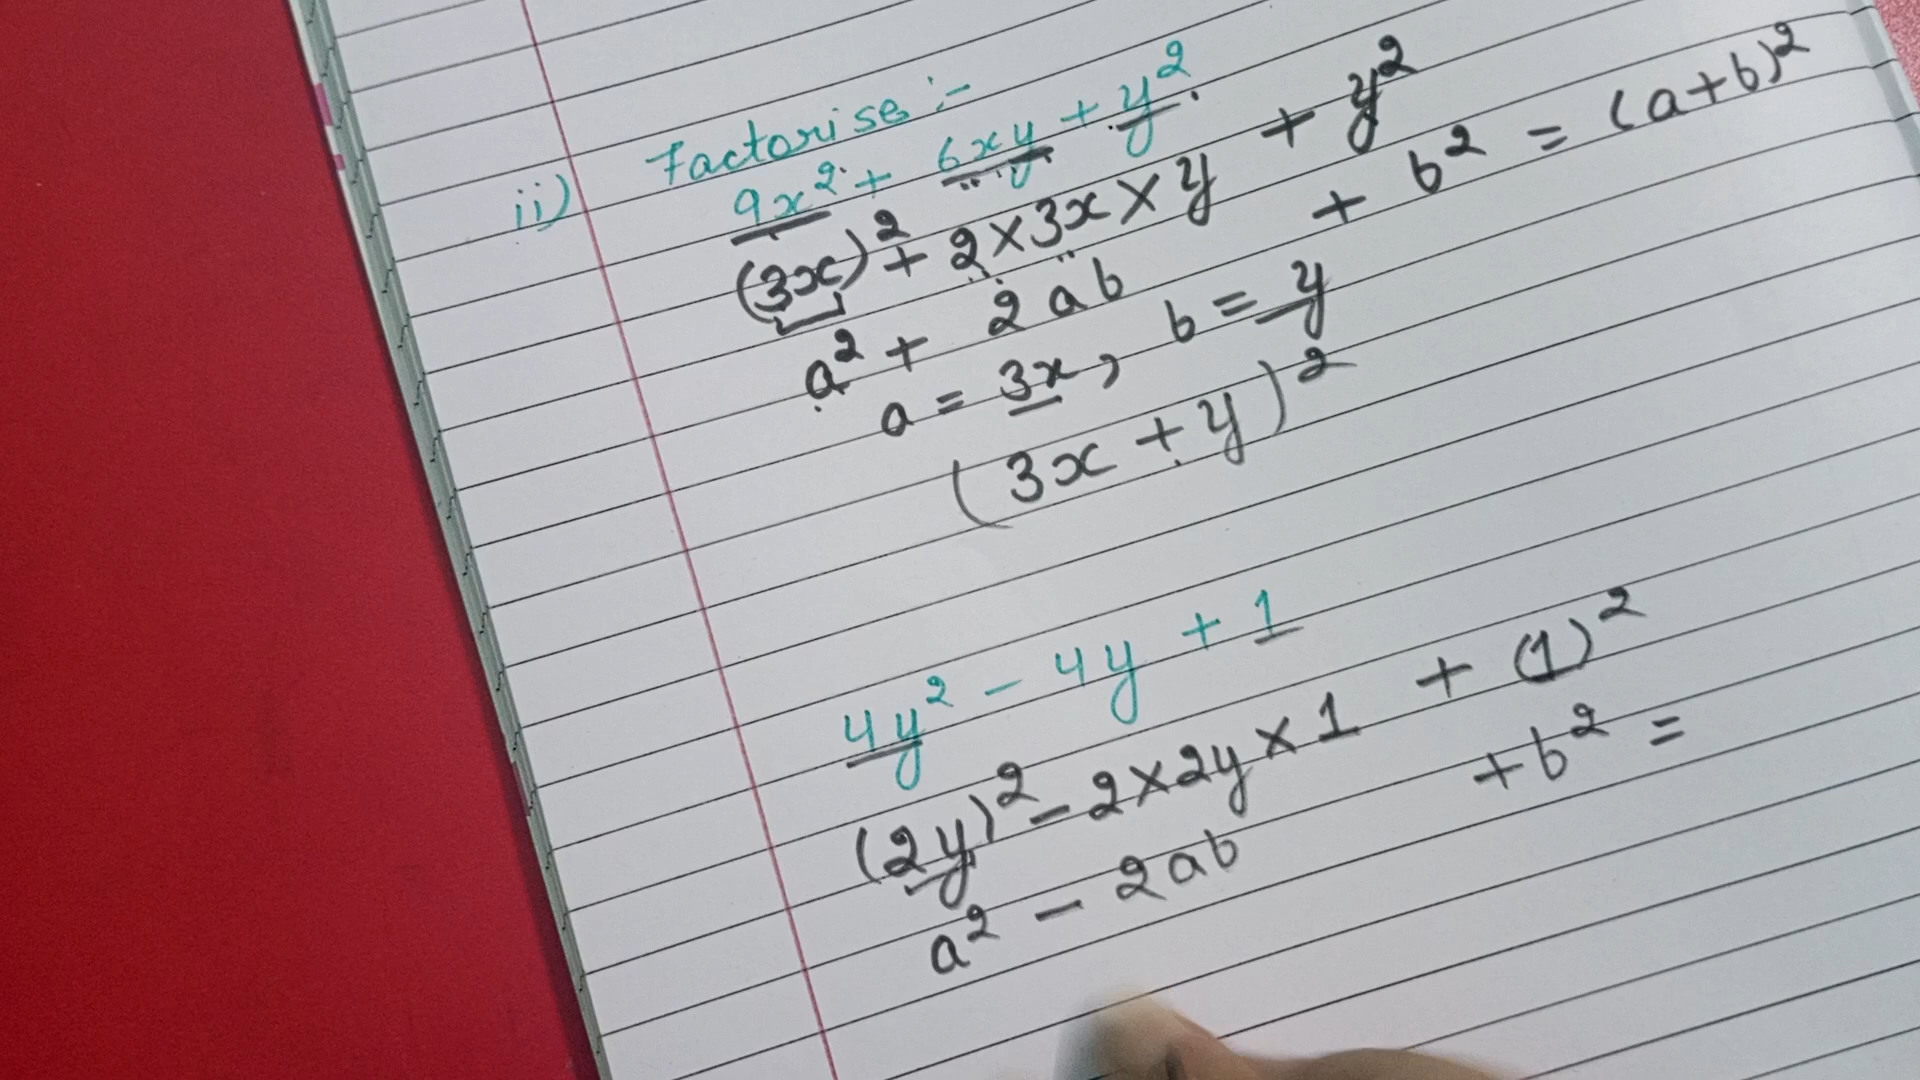 Factorise :-
ii) 9x² + 6xy + y².
(3x)² + 2×3x×y + y²
a² + 2ab + b² = (a+b)²
a = 3x, b = y
(3x + y)²
4y² - 4y + 1
(2y)² - 2×2y×1 + (1)²
a² - 2ab + b² =